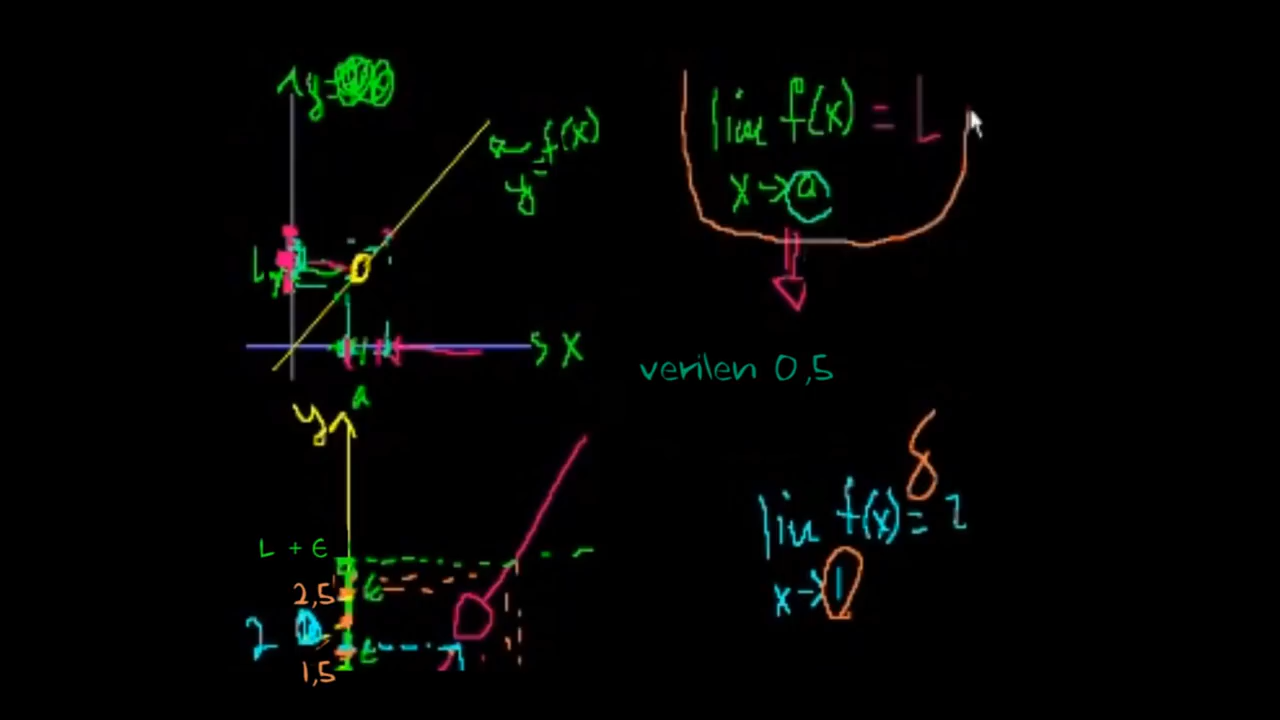 y
y = f(x)
L
x
a
lim f(x) = L
x → a
verilen 0,5
y
L + ε
2,5
ε
2
ε
1,5
δ
lim f(x) = 2
x → 1